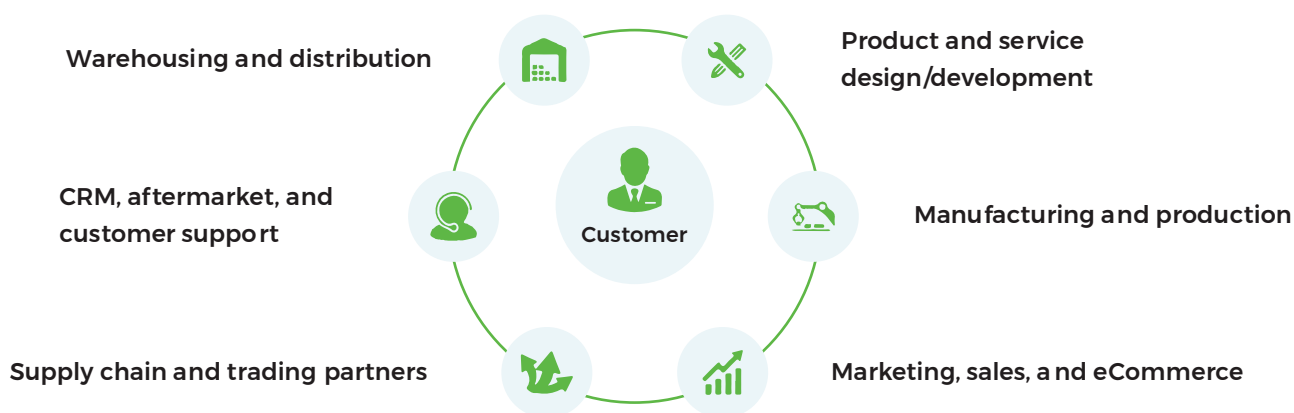 Warehousing and distribution
Product and service
design/development
CRM, aftermarket, and
customer support
Customer
Manufacturing and production
Supply chain and trading partners
Marketing, sales, and eCommerce